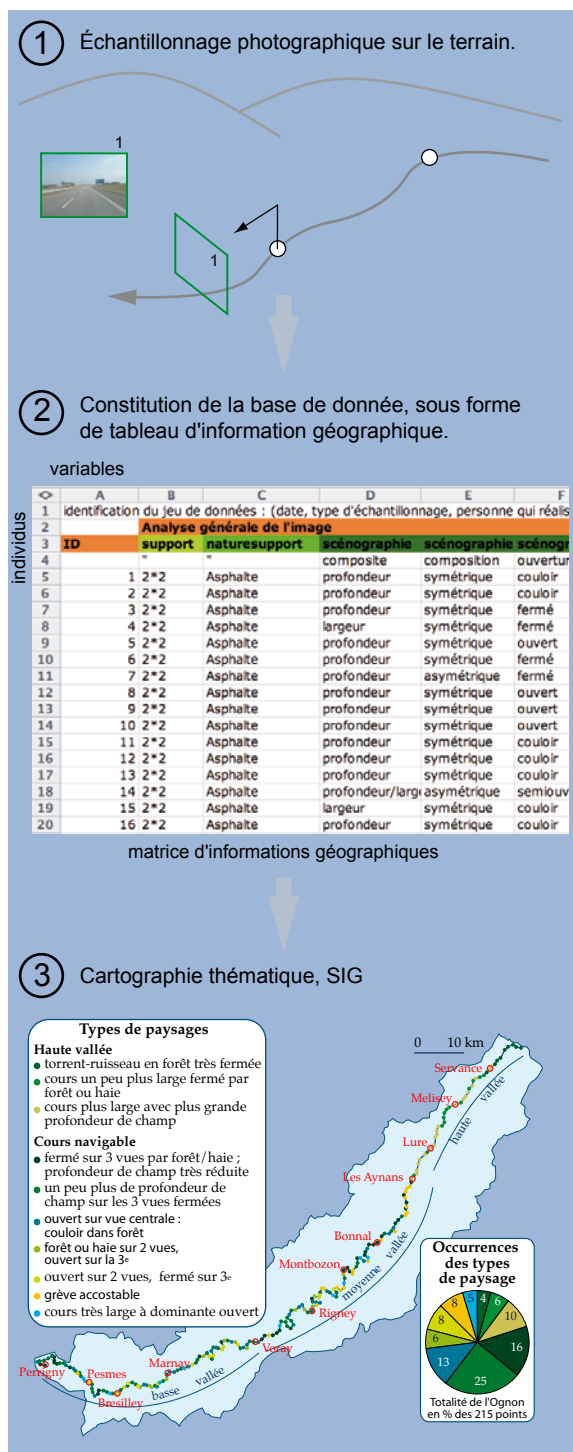 1 Échantillonnage photographique sur le terrain.
1
1
2 Constitution de la base de donnée, sous forme
de tableau d'information géographique.
variables
individus
A B C D E F
1 identification du jeu de données : (date, type d'échantillonnage, personne qui réalis
2 Analyse générale de l'image
3 ID support naturesupport scénographie scénographie scénogr
4 " " composite composition ouvertur
5 1 2*2 Asphalte profondeur symétrique couloir
6 2 2*2 Asphalte profondeur symétrique couloir
7 3 2*2 Asphalte profondeur symétrique fermé
8 4 2*2 Asphalte largeur symétrique fermé
9 5 2*2 Asphalte profondeur symétrique ouvert
10 6 2*2 Asphalte profondeur symétrique fermé
11 7 2*2 Asphalte profondeur asymétrique fermé
12 8 2*2 Asphalte profondeur symétrique ouvert
13 9 2*2 Asphalte profondeur symétrique ouvert
14 10 2*2 Asphalte profondeur symétrique ouvert
15 11 2*2 Asphalte profondeur symétrique couloir
16 12 2*2 Asphalte profondeur symétrique couloir
17 13 2*2 Asphalte profondeur symétrique couloir
18 14 2*2 Asphalte profondeur/large asymétrique semiouv
19 15 2*2 Asphalte largeur symétrique couloir
20 16 2*2 Asphalte profondeur symétrique couloir
matrice d'informations géographiques
3 Cartographie thématique, SIG
Types de paysages
Haute vallée
torrent-ruisseau en forêt très fermée
cours un peu plus large fermé par
forêt ou haie
cours plus large avec plus grande
profondeur de champ
Cours navigable
fermé sur 3 vues par forêt/haie ;
profondeur de champ très réduite
un peu plus de profondeur de
champ sur les 3 vues fermées
ouvert sur vue centrale :
couloir dans forêt
forêt ou haie sur 2 vues,
ouvert sur la 3e
ouvert sur 2 vues, fermé sur 3e
grève accostable
cours très large à dominante ouvert
0 10 km
Servance
Melisey
Lure
haute vallée
Les Aynans
Bonnal
Montbozon
moyenne vallée
Rigney
Voray
Marnay
Perrigny
Pesmes
Bresilley
basse vallée
Occurrences
des types
de paysage
4
6
10
16
25
13
6
8
8
5
Totalité de l'Ognon
en % des 215 points